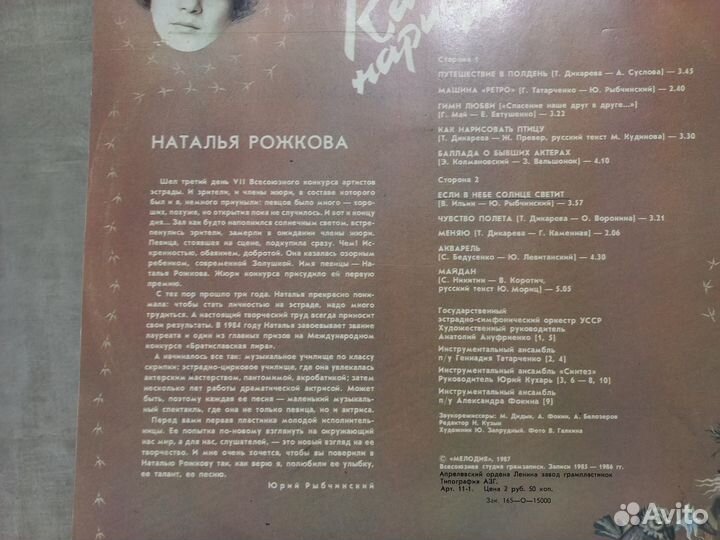 НАТАЛЬЯ РОЖКОВА
Шел третий день VII Всесоюзного конкурса артистов
эстрады. И зрители, и члены жюри, в составе которого
был и я, немного приуныли: певцов было много — хоро-
ших, похуже, но открытия пока не случилось. И вот к концу
дня... Зал как будто наполнился солнечным светом, встре-
пенулись зрители, замерли в ожидании члены жюри.
Певица, стоявшая на сцене, подкупила сразу. Чем! Ис-
кренностью, обаянием, добротой. Она казалась озорным
ребенком, современной Золушкой. Имя певицы — На-
талья Рожкова. Жюри конкурса присудило ей первую
премию.
С тех пор прошло три года. Наталья прекрасно пони-
мала: чтобы стать личностью на эстраде, надо много
трудиться. А настоящий творческий труд всегда приносит
свои результаты. В 1984 году Наталья завоевывает звание
лауреата и один из главных призов на Международном
конкурсе «Братиславская лира».
А начиналось все так: музыкальное училище по классу
скрипки; эстрадно-цирковое училище, где она увлекалась
актерским мастерством, пантомимой, акробатикой; затем
несколько лет работы драматической актрисой. Может
быть, поэтому каждая ее песня — маленький музыкаль-
ный спектакль, где она не только певица, но и актриса.
Перед вами первая пластинка молодой исполнитель-
ницы. Ее попытка по-новому взглянуть на окружающий
нас мир, а для нас, слушателей, — это новый взгляд на ее
творчество. И мне очень хочется, чтобы вы поверили в
Наталью Рожкову так, как верю я, полюбили ее улыбку,
ее талант, ее песню.
Юрий Рыбчинский
Сторона 1
ПУТЕШЕСТВИЕ В ПОЛДЕНЬ (Т. Дикарева — А. Суслова) — 3.45
МАШИНА «РЕТРО» (Г. Татарченко — Ю. Рыбчинский) — 2.40
ГИМН ЛЮБВИ («Спасение наше друг в друге...»)
(Г. Май — Е. Евтушенко) — 3.22
КАК НАРИСОВАТЬ ПТИЦУ
(Т. Дикарева — Ж. Превер, русский текст М. Кудинова) — 3.30
БАЛЛАДА О БЫВШИХ АКТЕРАХ
(Э. Колмановский — З. Вальшонок) — 4.10
Сторона 2
ЕСЛИ В НЕБЕ СОЛНЦЕ СВЕТИТ
(В. Ильин — Ю. Рыбчинский) — 3.57
ЧУВСТВО ПОЛЕТА (Т. Дикарева — О. Воронина) — 3.21
МЕНЯЮ (Т. Дикарева — Г. Каменная) — 2.06
АКВАРЕЛЬ
(С. Бедусенко — Ю. Левитанский) — 4.30
МАЙДАН
(С. Никитин — В. Коротич,
русский текст Ю. Мориц) — 5.05
Государственный
эстрадно-симфонический оркестр УССР
Художественный руководитель
Анатолий Ануфриенко (1, 5)
Инструментальный ансамбль
п/у Геннадия Татарченко (2, 4)
Инструментальный ансамбль «Синтез»
Руководитель Юрий Кухарь (3, 6 — 8, 10)
Инструментальный ансамбль
п/у Александра Фокина (9)
Звукорежиссеры: М. Дидык, А. Фокин, А. Белозеров
Редактор Н. Кузык
Художник Ю. Запрудный. Фото В. Галкина
© «МЕЛОДИЯ», 1987
Всесоюзная студия грамзаписи. Записи 1985 — 1986 гг.
Апрелевский ордена Ленина завод грампластинок
Типография АЗГ.
Арт. 11-1. Цена 2 руб. 50 коп.
Зак. 165—О—15000
Avito